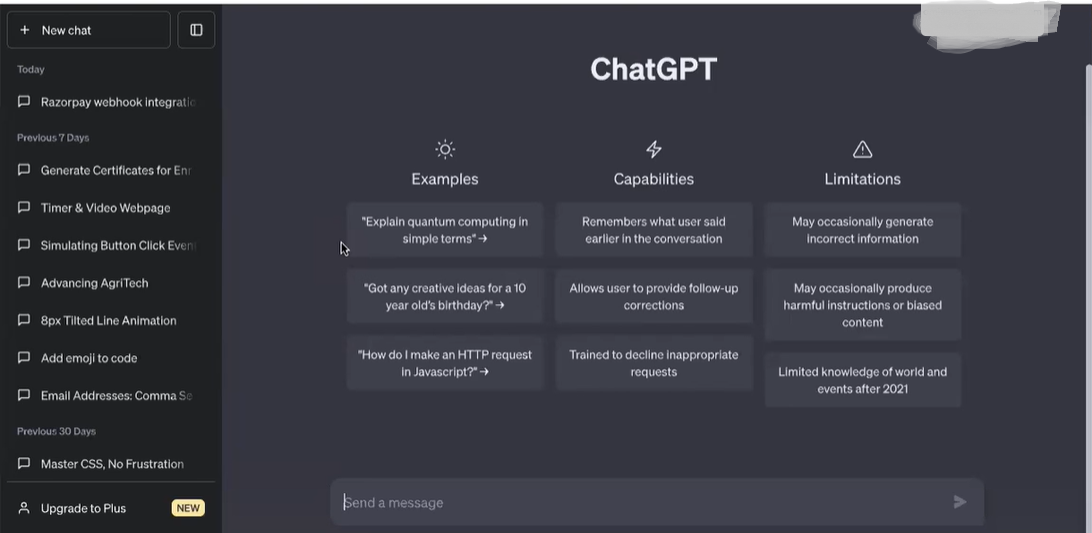 New chat
Today
Razorpay webhook integratic
Previous 7 Days
Generate Certificates for Enr
Timer & Video Webpage
Simulating Button Click Even
Advancing AgriTech
8px Tilted Line Animation
Add emoji to code
Email Addresses: Comma Se
Previous 30 Days
Master CSS, No Frustration
Upgrade to Plus
NEW
ChatGPT
Examples
"Explain quantum computing in
simple terms" →
"Got any creative ideas for a 10
year old's birthday?" →
"How do I make an HTTP request
in Javascript?" →
Capabilities
Remembers what user said
earlier in the conversation
Allows user to provide follow-up
corrections
Trained to decline inappropriate
requests
Limitations
May occasionally generate
incorrect information
May occasionally produce
harmful instructions or biased
content
Limited knowledge of world and
events after 2021
Send a message